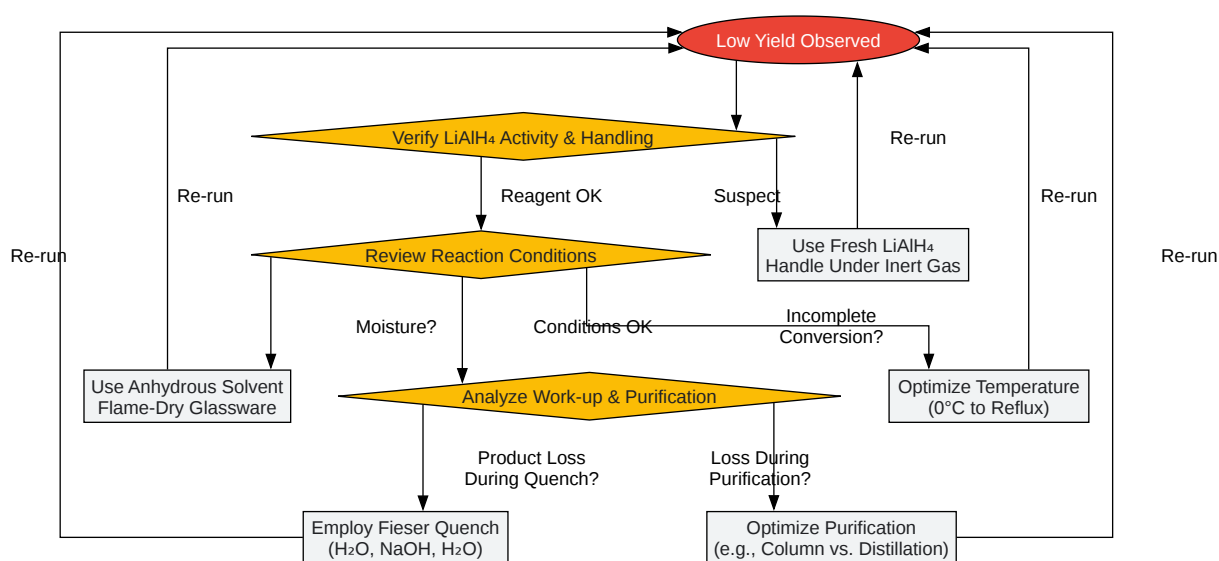 Low Yield Observed
Verify LiAlH₄ Activity & Handling
Re-run
Re-run
Reagent OK
Suspect
Re-run
Re-run
Review Reaction Conditions
Use Fresh LiAlH₄
Handle Under Inert Gas
Re-run
Moisture?
Conditions OK
Incomplete
Conversion?
Use Anhydrous Solvent
Flame-Dry Glassware
Analyze Work-up & Purification
Optimize Temperature
(0°C to Reflux)
Product Loss
During Quench?
Loss During
Purification?
Employ Fieser Quench
(H₂O, NaOH, H₂O)
Optimize Purification
(e.g., Column vs. Distillation)